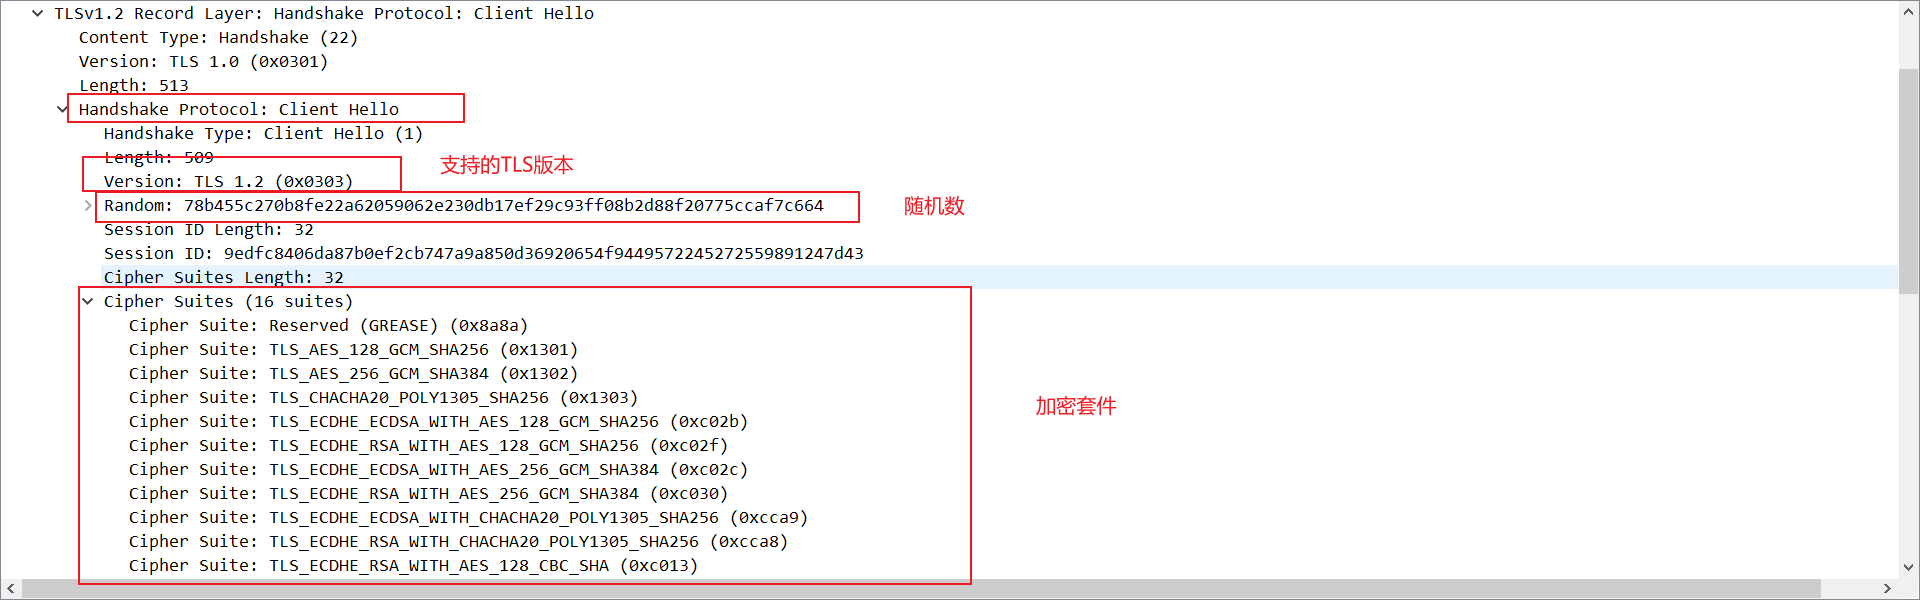 TLSv1.2 Record Layer: Handshake Protocol: Client Hello
Content Type: Handshake (22)
Version: TLS 1.0 (0x0301)
Length: 513
Handshake Protocol: Client Hello
Handshake Type: Client Hello (1)
Length: 509
支持的TLS版本
Version: TLS 1.2 (0x0303)
Random: 78b455c270b8fe22a62059062e230db17ef29c93ff08b2d88f20775ccaf7c664
随机数
Session ID Length: 32
Session ID: 9edfc8406da87b0ef2cb747a9a850d36920654f9449572245272559891247d43
Cipher Suites Length: 32
Cipher Suites (16 suites)
Cipher Suite: Reserved (GREASE) (0x8a8a)
Cipher Suite: TLS_AES_128_GCM_SHA256 (0x1301)
Cipher Suite: TLS_AES_256_GCM_SHA384 (0x1302)
Cipher Suite: TLS_CHACHA20_POLY1305_SHA256 (0x1303)
加密套件
Cipher Suite: TLS_ECDHE_ECDSA_WITH_AES_128_GCM_SHA256 (0xc02b)
Cipher Suite: TLS_ECDHE_RSA_WITH_AES_128_GCM_SHA256 (0xc02f)
Cipher Suite: TLS_ECDHE_ECDSA_WITH_AES_256_GCM_SHA384 (0xc02c)
Cipher Suite: TLS_ECDHE_RSA_WITH_AES_256_GCM_SHA384 (0xc030)
Cipher Suite: TLS_ECDHE_ECDSA_WITH_CHACHA20_POLY1305_SHA256 (0xcca9)
Cipher Suite: TLS_ECDHE_RSA_WITH_CHACHA20_POLY1305_SHA256 (0xcca8)
Cipher Suite: TLS_ECDHE_RSA_WITH_AES_128_CBC_SHA (0xc013)